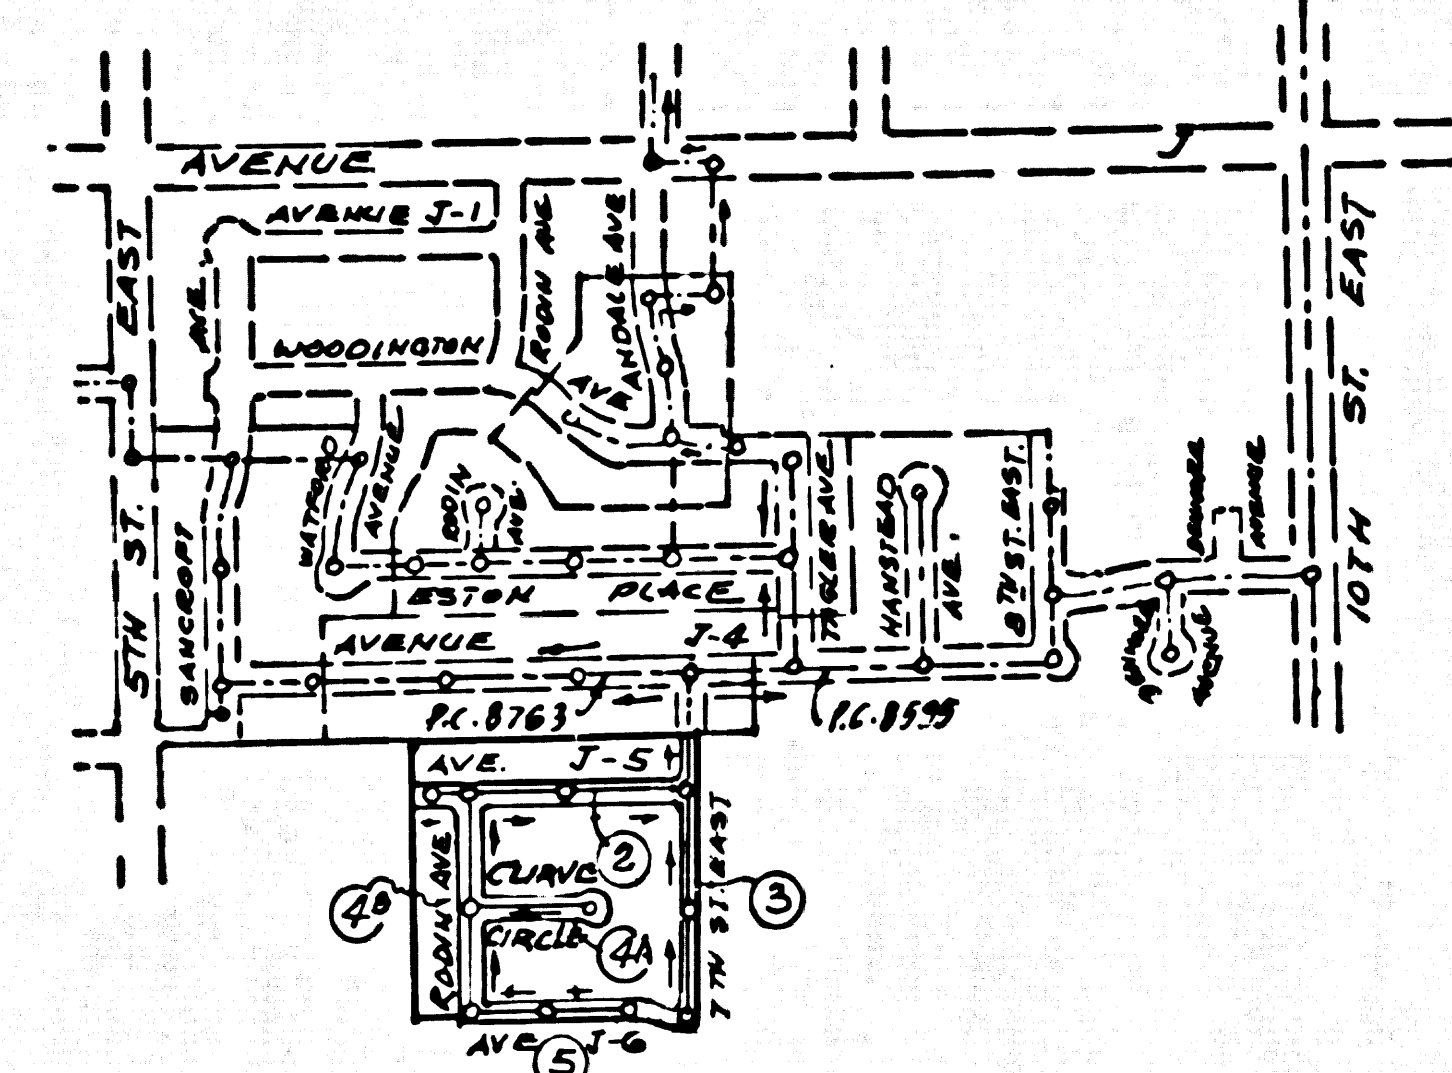 AVENUE
AVENUE J-1
EAST
AVE
RODIN AVE
RANDALE AVE
EAST
WOODINGTON
AVE
ST.
WATFORD
AVENUE
RODIN
AVE.
TAGLER AVE
HANSTEAD
AVE.
8TH ST. EAST.
AVENUE
10TH
5TH ST.
SANCROFT
ESTON PLACE
AVENUE J-4
AVENUE
P.C. 8763
P.C. 8595
AVE. J-5
2
CURVE
CIRCLE
3
4B
4A
RODIN AVE
7TH ST. EAST
AVE J-6
5